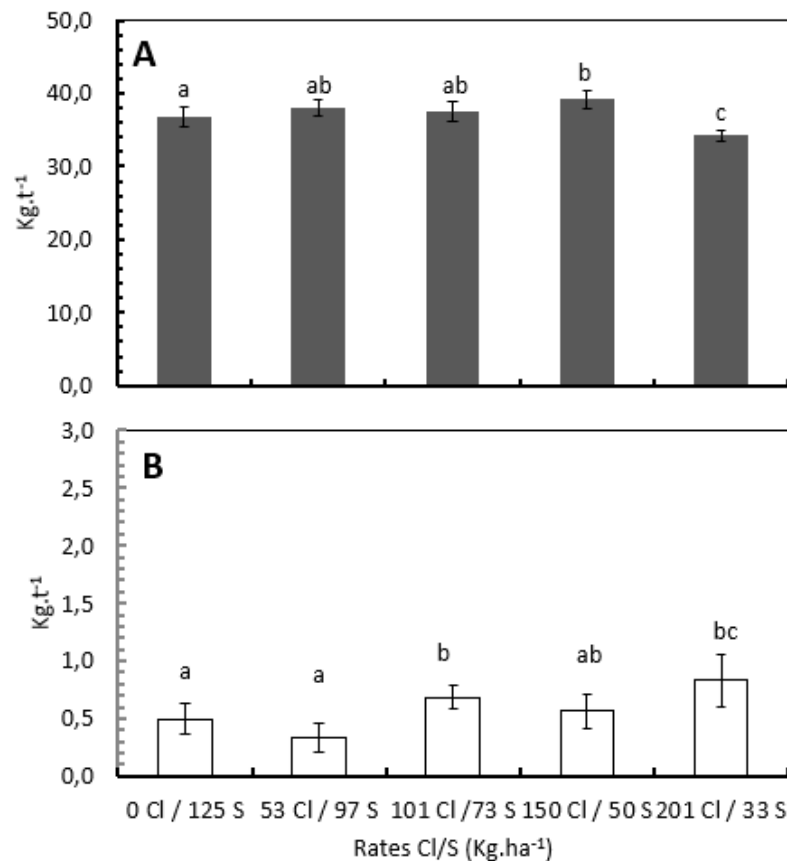 50,0
A
a
ab
ab
b
c
40,0
30,0
Kg.t⁻¹
20,0
10,0
0,0
3,0
B
2,5
2,0
Kg.t⁻¹
1,5
bc
b
ab
a
a
1,0
0,5
0,0
0 Cl / 125 S 53 Cl / 97 S 101 Cl /73 S 150 Cl / 50 S 201 Cl / 33 S
Rates Cl/S (Kg.ha⁻¹)